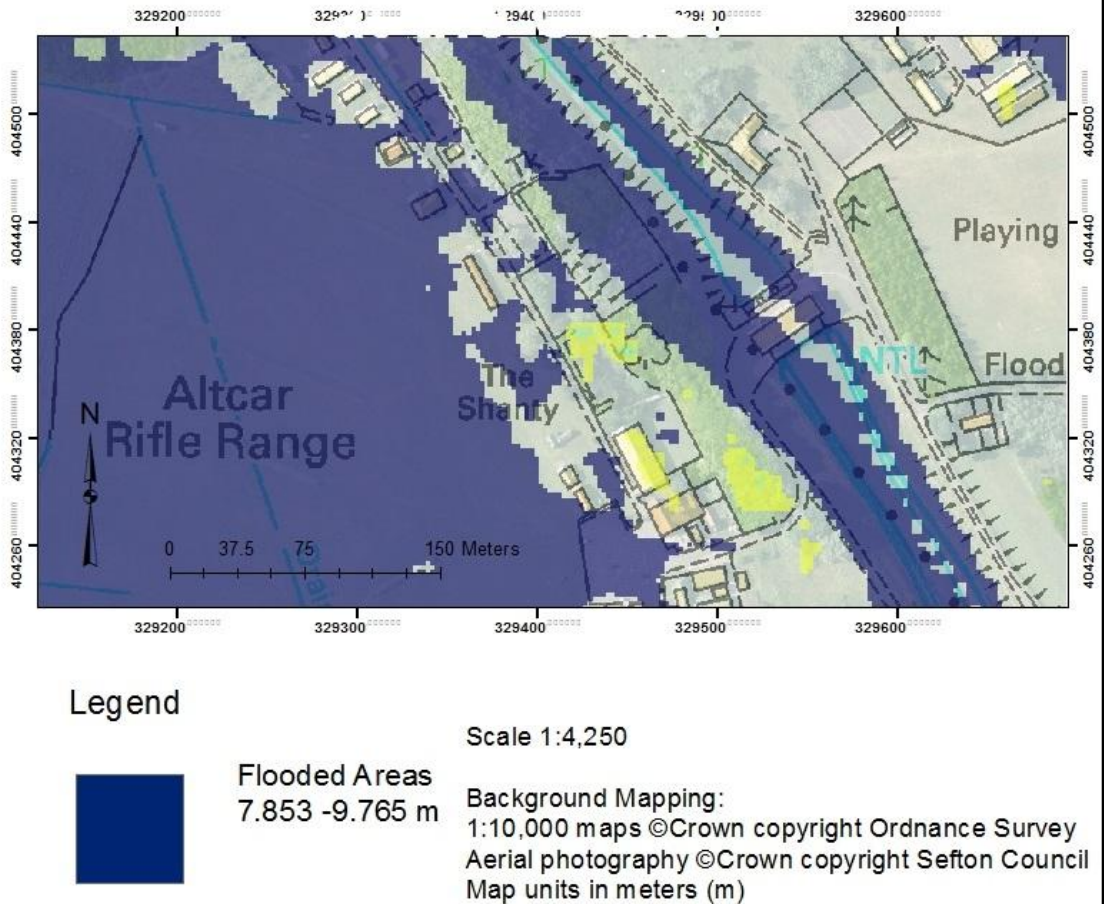 329200
329600
404500
404500
404440
404440
404380
404380
404320
404320
404260
404260
Playing
NTL
Flood
The
Shanty
Altcar
Rifle Range
N
0 37.5 75 150 Meters
329200 329300 329400 329500 329600
Legend
Flooded Areas
7.853 -9.765 m
Scale 1:4,250
Background Mapping:
1:10,000 maps ©Crown copyright Ordnance Survey
Aerial photography ©Crown copyright Sefton Council
Map units in meters (m)